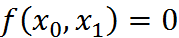 f(x₀, x₁) = 0